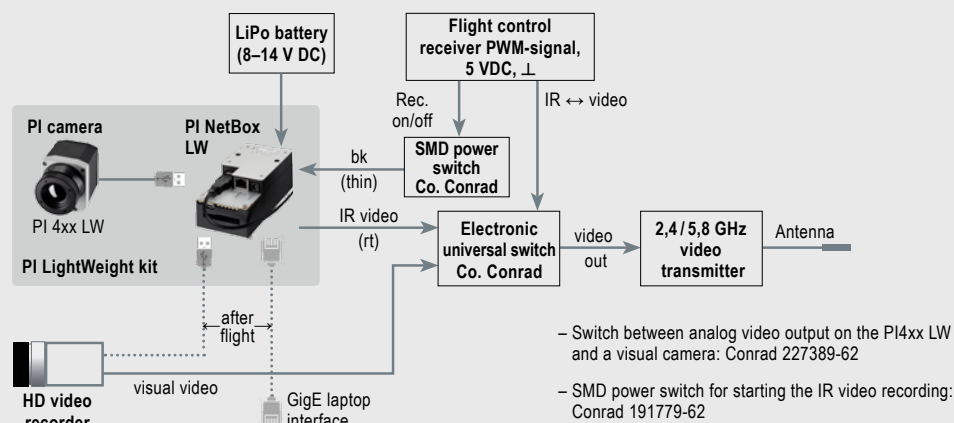 LiPo battery
(8–14 V DC)
Flight control
receiver PWM-signal,
5 VDC, ⊥
Rec.
on/off
IR ↔ video
PI camera
PI NetBox
LW
bk
(thin)
SMD power
switch
Co. Conrad
PI 4xx LW
IR video
(rt)
Electronic
universal switch
Co. Conrad
video
out
2,4 / 5,8 GHz
video
transmitter
Antenna
PI LightWeight kit
after
flight
– Switch between analog video output on the PI4xx LW
and a visual camera: Conrad 227389-62
visual video
– SMD power switch for starting the IR video recording:
Conrad 191779-62
HD video
recorder
GigE laptop
interface